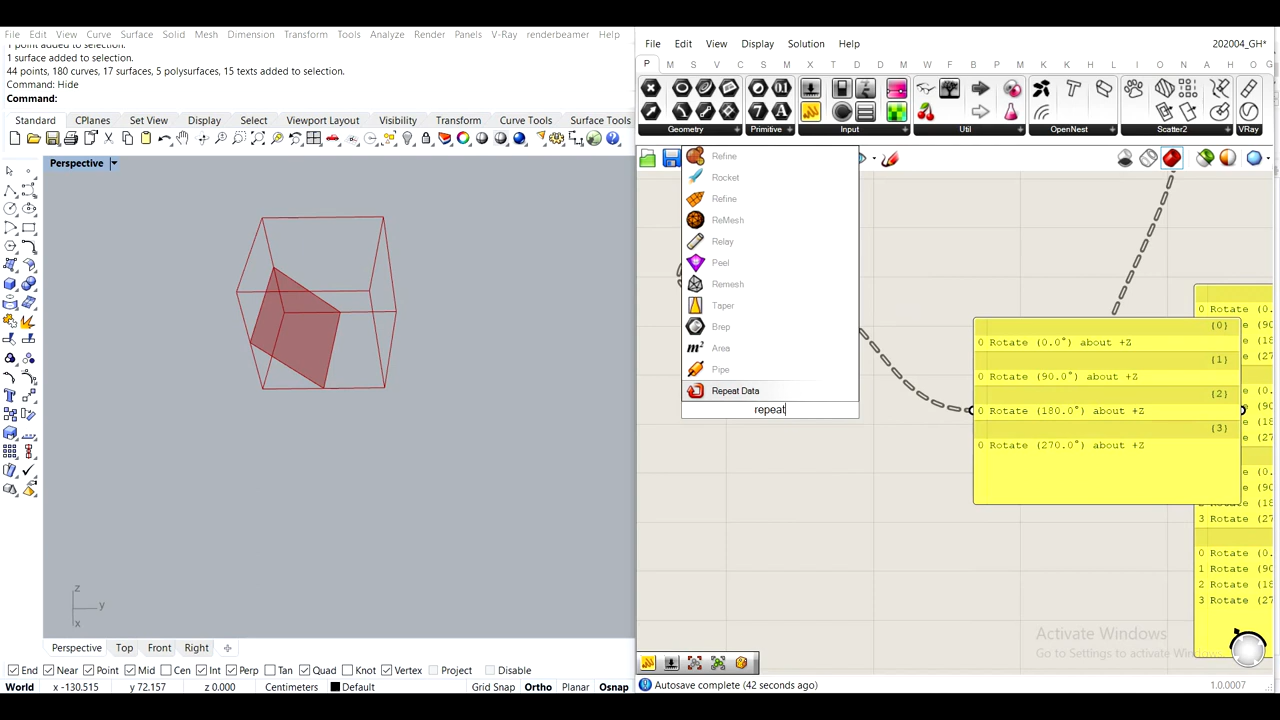 File Edit View Curve Surface Solid Mesh Dimension Transform Tools Analyze Render Panels V-Ray renderbeamer Help
1 point added to selection.
1 surface added to selection.
44 points, 180 curves, 17 surfaces, 5 polysurfaces, 15 texts added to selection.
Command: Hide
Command:
Standard CPlanes Set View Display Select Viewport Layout Visibility Transform Curve Tools Surface Tools
Perspective
z
y
x
Perspective Top Front Right
End Near Point Mid Cen Int Perp Tan Quad Knot Vertex Project Disable
World x -130.515 y 72.157 z 0.000 Centimeters Default Grid Snap Ortho Planar Osnap
File Edit View Display Solution Help 202004_GH*
P M S V C S M X D W F B C K K L O N A R O G
Geometry Primitive Input Util OpenNest Scatter2 VRay
Refine
Rocket
Refine
ReMesh
Relay
Peel
Remesh
Taper
Brep
Area
Pipe
Repeat Data
repeat
{0}
0 Rotate (0.0°) about +Z
{1}
0 Rotate (90.0°) about +Z
{2}
0 Rotate (180.0°) about +Z
{3}
0 Rotate (270.0°) about +Z
0 Rotate (0.
3 Rotate (27
0 Rotate (0.
1 Rotate (90
2 Rotate (18
3 Rotate (27
Activate Windows
Go to Settings to activate Windows
Autosave complete (42 seconds ago) 1.0.0007